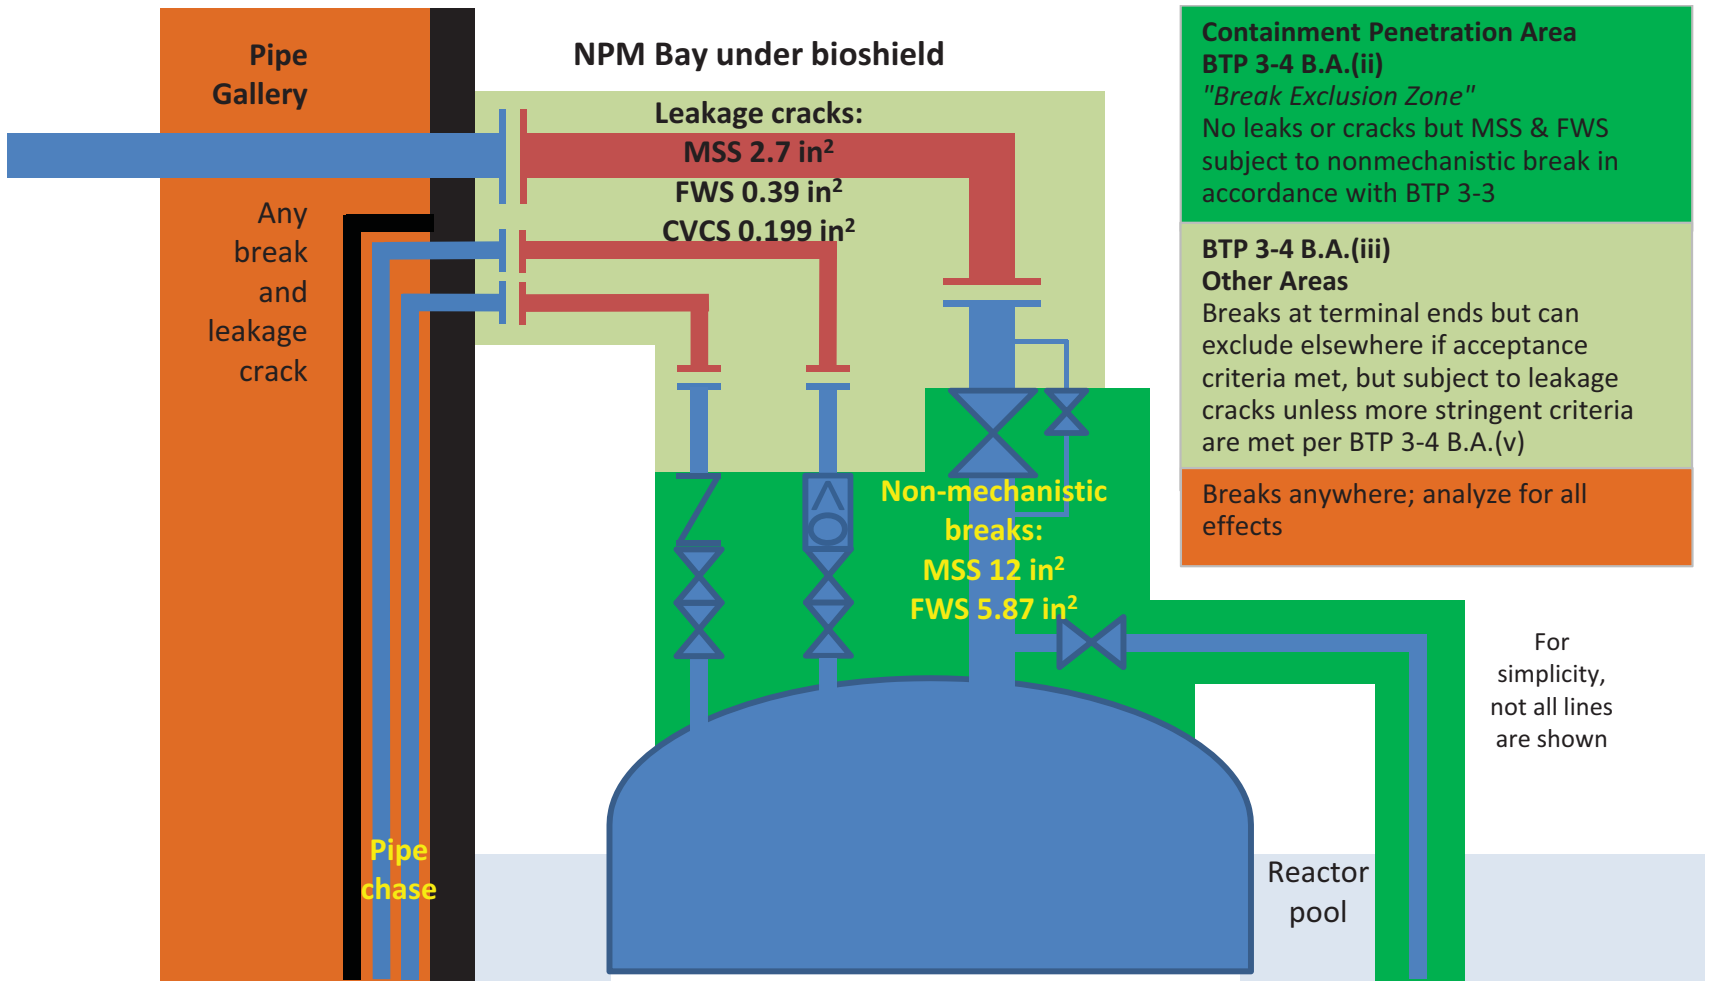 Pipe
Gallery
NPM Bay under bioshield
Any
break
and
leakage
crack
Pipe
chase
Leakage cracks:
MSS 2.7 in²
FWS 0.39 in²
CVCS 0.199 in²
Non-mechanistic
breaks:
MSS 12 in²
FWS 5.87 in²
Containment Penetration Area
BTP 3-4 B.A.(ii)
"Break Exclusion Zone"
No leaks or cracks but MSS & FWS
subject to nonmechanistic break in
accordance with BTP 3-3
BTP 3-4 B.A.(iii)
Other Areas
Breaks at terminal ends but can
exclude elsewhere if acceptance
criteria met, but subject to leakage
cracks unless more stringent criteria
are met per BTP 3-4 B.A.(v)
Breaks anywhere; analyze for all
effects
For
simplicity,
not all lines
are shown
Reactor
pool